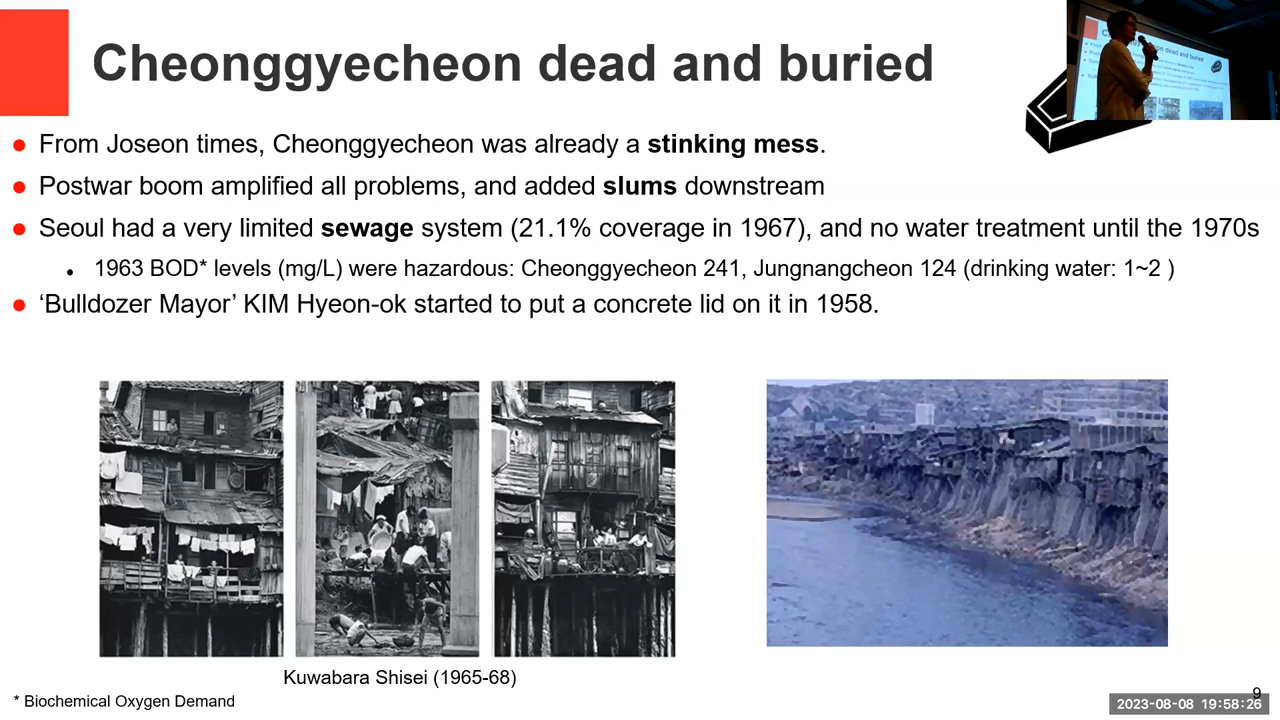 Cheonggyecheon dead and buried
From Joseon times, Cheonggyecheon was already a stinking mess.
Postwar boom amplified all problems, and added slums downstream
Seoul had a very limited sewage system (21.1% coverage in 1967), and no water treatment until the 1970s
1963 BOD* levels (mg/L) were hazardous: Cheonggyecheon 241, Jungnangcheon 124 (drinking water: 1~2 )
‘Bulldozer Mayor’ KIM Hyeon-ok started to put a concrete lid on it in 1958.
Kuwabara Shisei (1965-68)
* Biochemical Oxygen Demand
9
2023-08-08 19:58:26